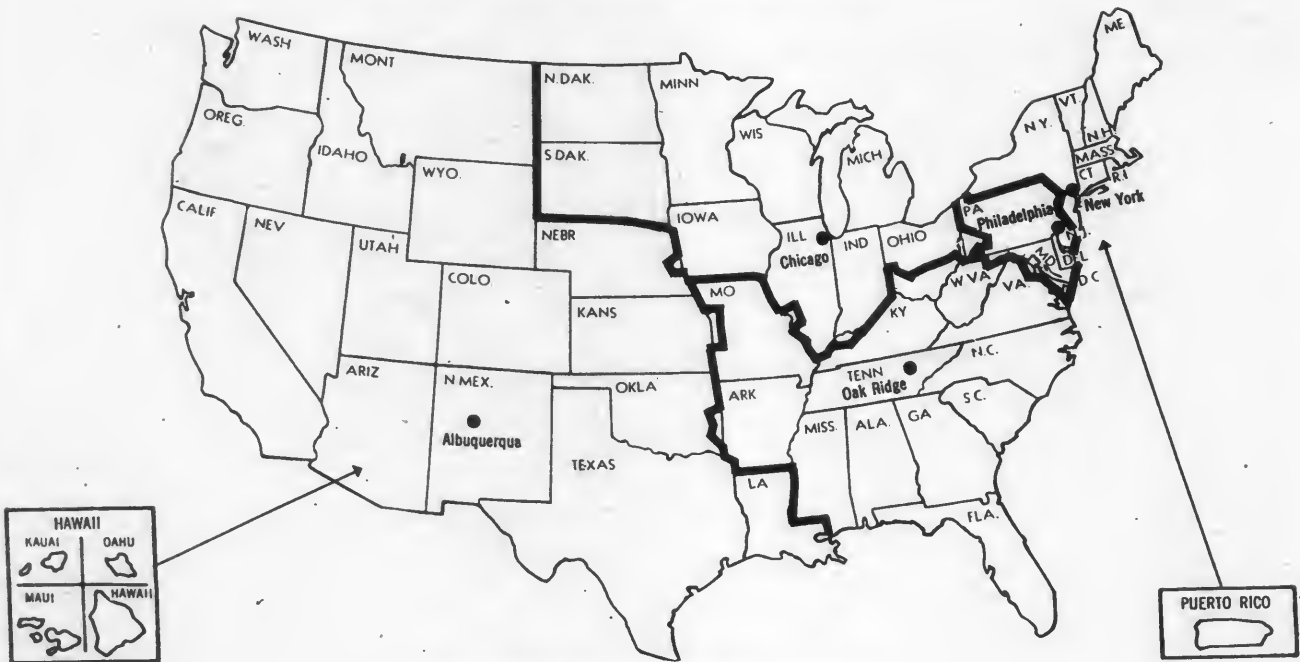 WASH
MONT
N.DAK.
MINN
ME
VT.
N.H
N.Y.
MASS
CT
R.I
OREG.
IDAHO
S.DAK.
WIS
MICH
WYO.
CALIF
NEV
UTAH
IOWA
PA
New York
Philadelphia
N.J.
NEBR
ILL
Chicago
IND
OHIO
MD
DEL
D.C
W.VA
VA.
COLO.
KANS
MO
KY
ARIZ
N.MEX.
OKLA
ARK
TENN
Oak Ridge
N.C.
S.C.
Albuquerqua
TEXAS
LA
MISS.
ALA.
GA
FLA.
HAWAII
KAUAI
OAHU
MAUI
HAWAII
PUERTO RICO